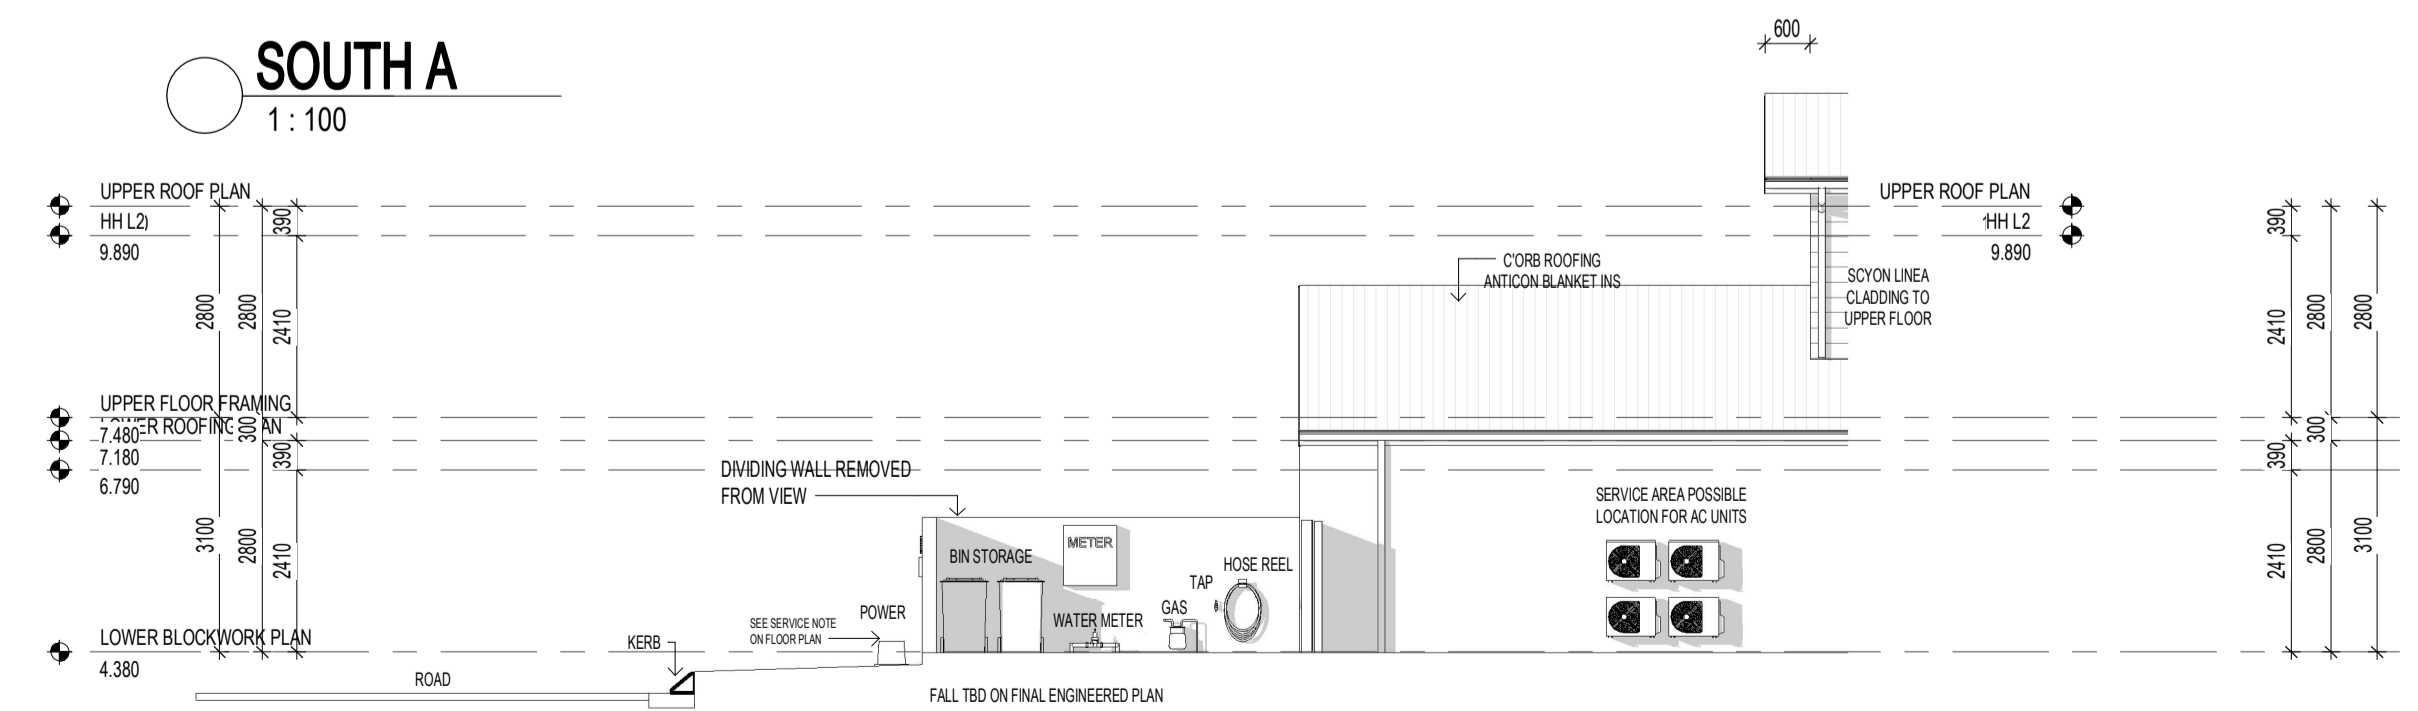 600
SOUTH A
1 : 100
UPPER ROOF PLAN
HH L2)
9.890
390
2800
2800
2410
UPPER ROOF PLAN
HH L2
9.890
390
2410
2800
2800
C'ORB ROOFING
ANTICON BLANKET INS
SCYON LINEA
CLADDING TO
UPPER FLOOR
UPPER FLOOR FRAMING
7.480
7.180
6.790
300
390
3100
2800
2410
300
390
2410
2800
3100
DIVIDING WALL REMOVED
FROM VIEW
SERVICE AREA POSSIBLE
LOCATION FOR AC UNITS
METER
BIN STORAGE
HOSE REEL
TAP
GAS
WATER METER
POWER
SEE SERVICE NOTE
ON FLOOR PLAN
KERB
LOWER BLOCKWORK PLAN
4.380
ROAD
FALL TBD ON FINAL ENGINEERED PLAN